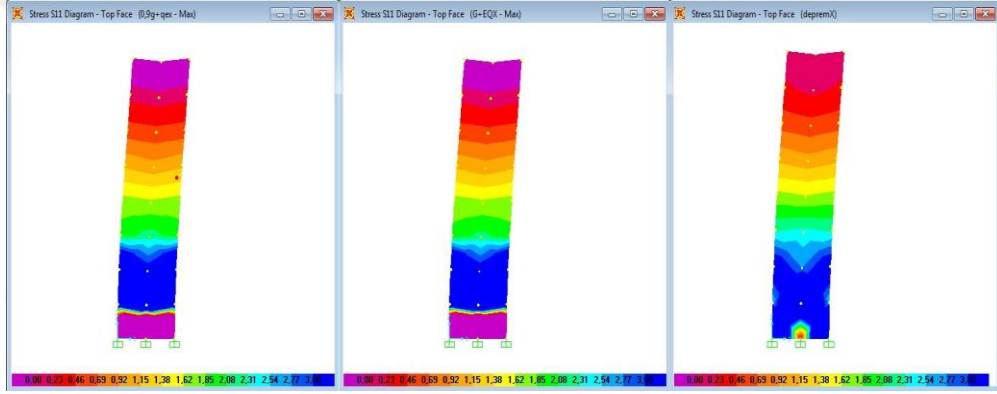 Stress S11 Diagram - Top Face (0,9g+qex - Max)
Stress S11 Diagram - Top Face (G+EQX - Max)
Stress S11 Diagram - Top Face (depremX)
0,00 0,23 0,46 0,69 0,92 1,15 1,38 1,62 1,85 2,08 2,31 2,54 2,77
0,00 0,23 0,46 0,69 0,92 1,15 1,38 1,62 1,85 2,08 2,31 2,54 2,77
0,00 0,23 0,46 0,69 0,92 1,15 1,38 1,62 1,85 2,08 2,31 2,54 2,77